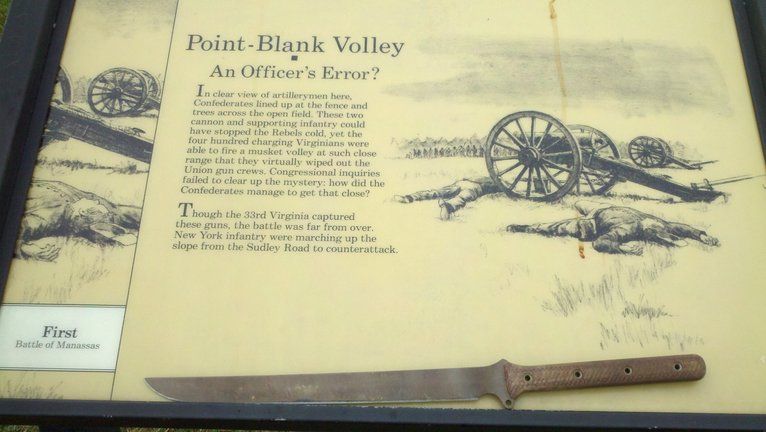 Point-Blank Volley
An Officer's Error?
In clear view of artillerymen here,
Confederates lined up at the fence and
trees across the open field. These two
cannon and supporting infantry could
have stopped the Rebels cold, yet the
four hundred charging Virginians were
able to fire a musket volley at such close
range that they virtually wiped out the
Union gun crews. Congressional inquiries
failed to clear up the mystery: how did the
Confederates manage to get that close?
Though the 33rd Virginia captured
these guns, the battle was far from over.
New York infantry were marching up the
slope from the Sudley Road to counterattack.
First
Battle of Manassas